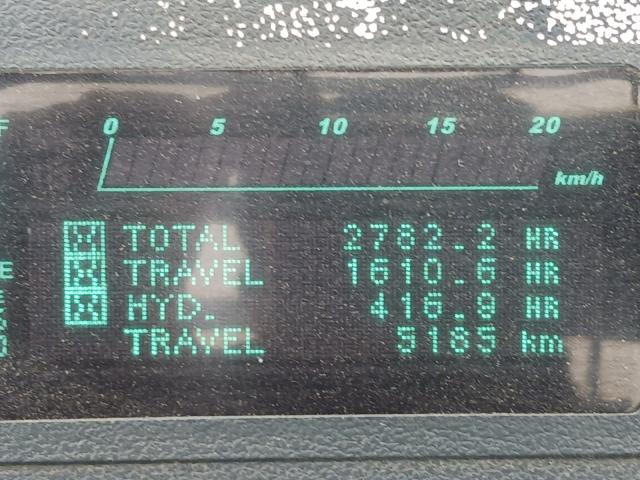 F 0 5 10 15 20
km/h
TOTAL 2782.2 HR
TRAVEL 1610.6 HR
HYD. 416.9 HR
TRAVEL 5185 km